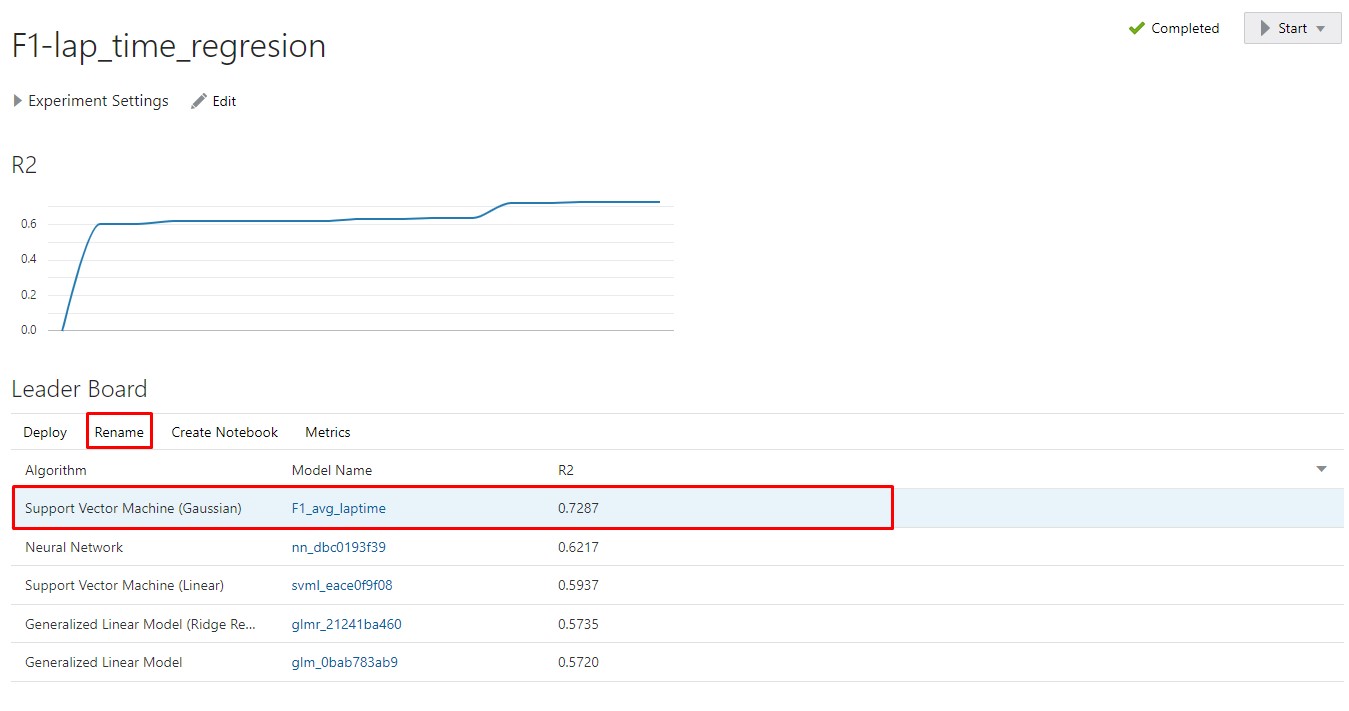 Completed
Start
F1-lap_time_regresion
Experiment Settings
Edit
R2
0.6
0.4
0.2
0.0
Leader Board
Deploy Rename Create Notebook Metrics
Algorithm Model Name R2
Support Vector Machine (Gaussian) F1_avg_laptime 0.7287
Neural Network nn_dbc0193f39 0.6217
Support Vector Machine (Linear) svml_eace0f9f08 0.5937
Generalized Linear Model (Ridge Re... glmr_21241ba460 0.5735
Generalized Linear Model glm_0bab783ab9 0.5720